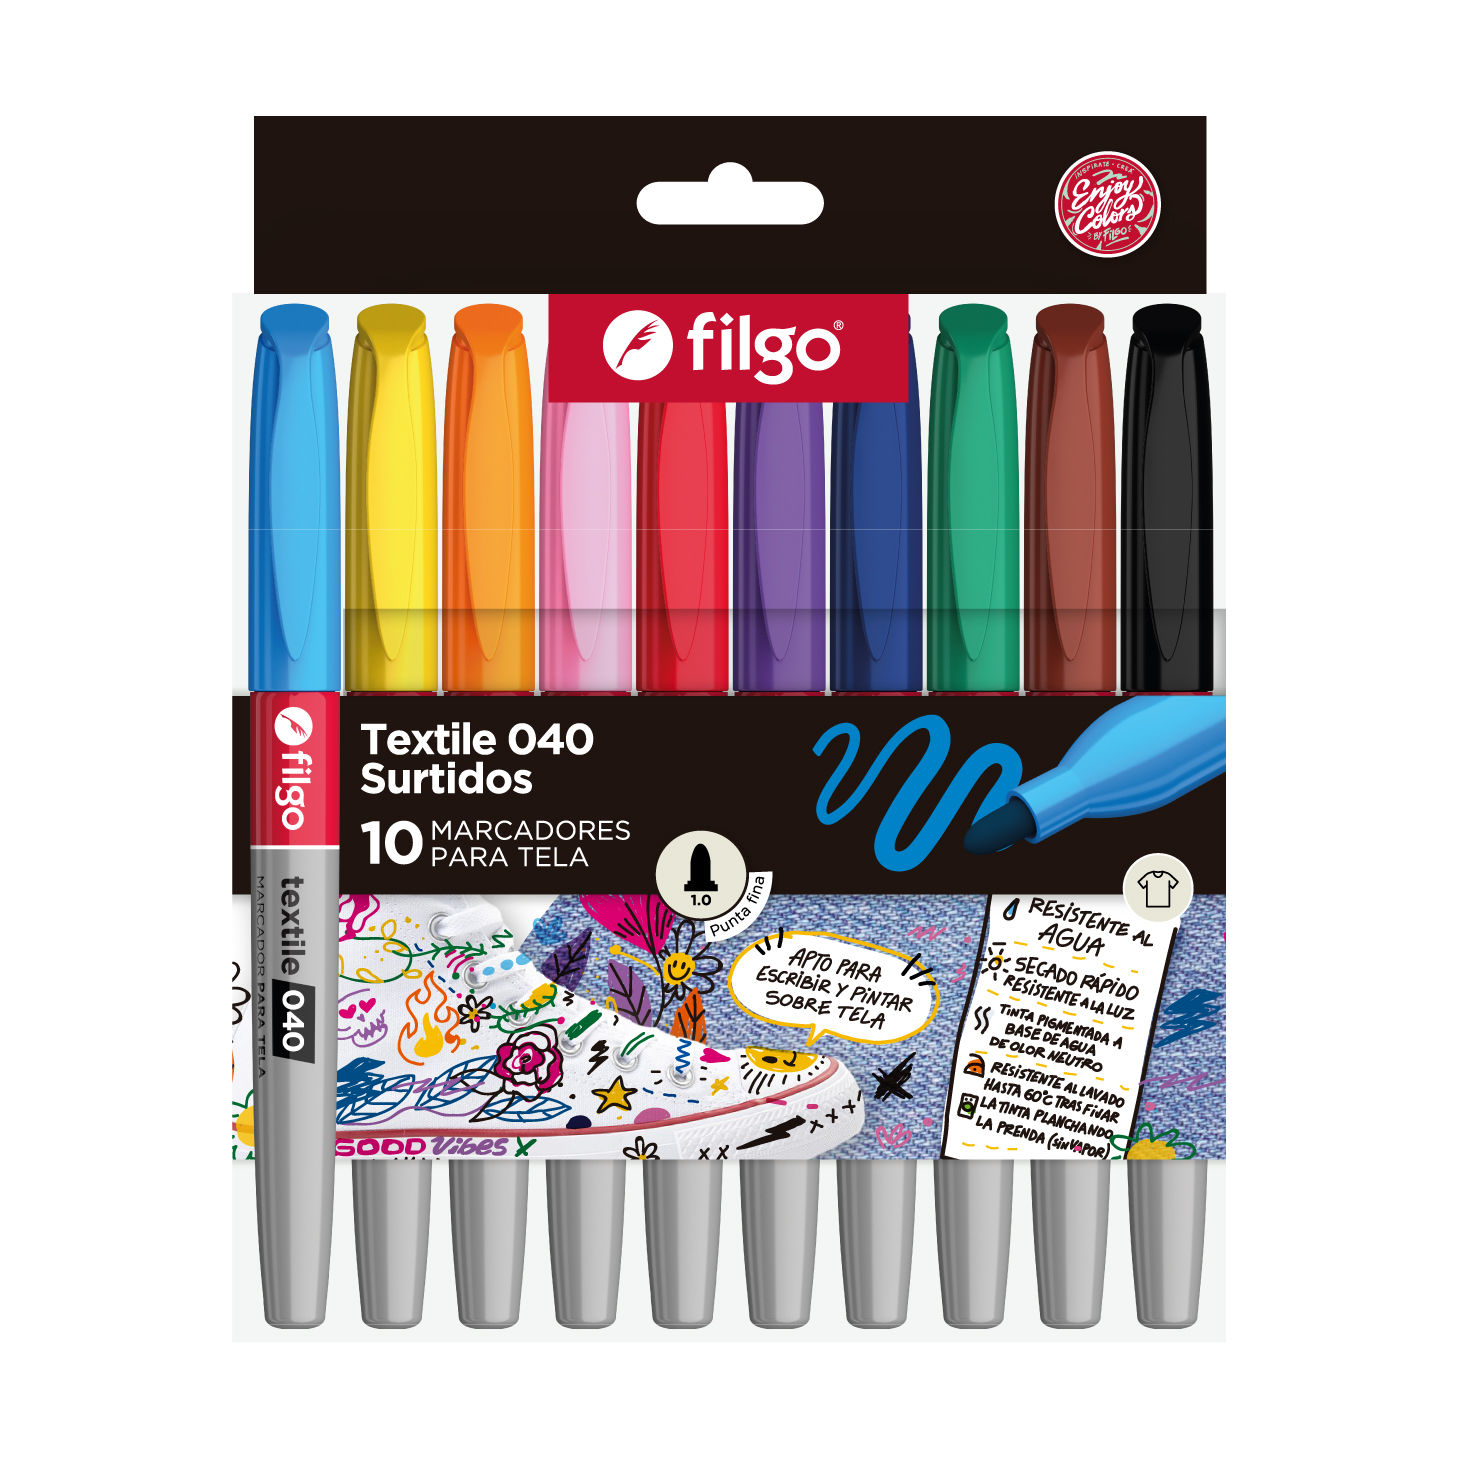 INSPIRATE · CREÁ
Enjoy
Colors
BY FILGO
filgo®
filgo
textile 040
MARCADOR PARA TELA
Textile 040
Surtidos
10 MARCADORES
PARA TELA
1.0
Punta fina
APTO PARA
ESCRIBIR Y PINTAR
SOBRE TELA
RESISTENTE AL
AGUA
SECADO RÁPIDO
RESISTENTE A LA LUZ
TINTA PIGMENTADA A
BASE DE AGUA
DE OLOR NEUTRO
RESISTENTE AL LAVADO
HASTA 60°C TRAS FIJAR
LA TINTA PLANCHANDO
LA PRENDA (SIN VAPOR)
GOOD Vibes X